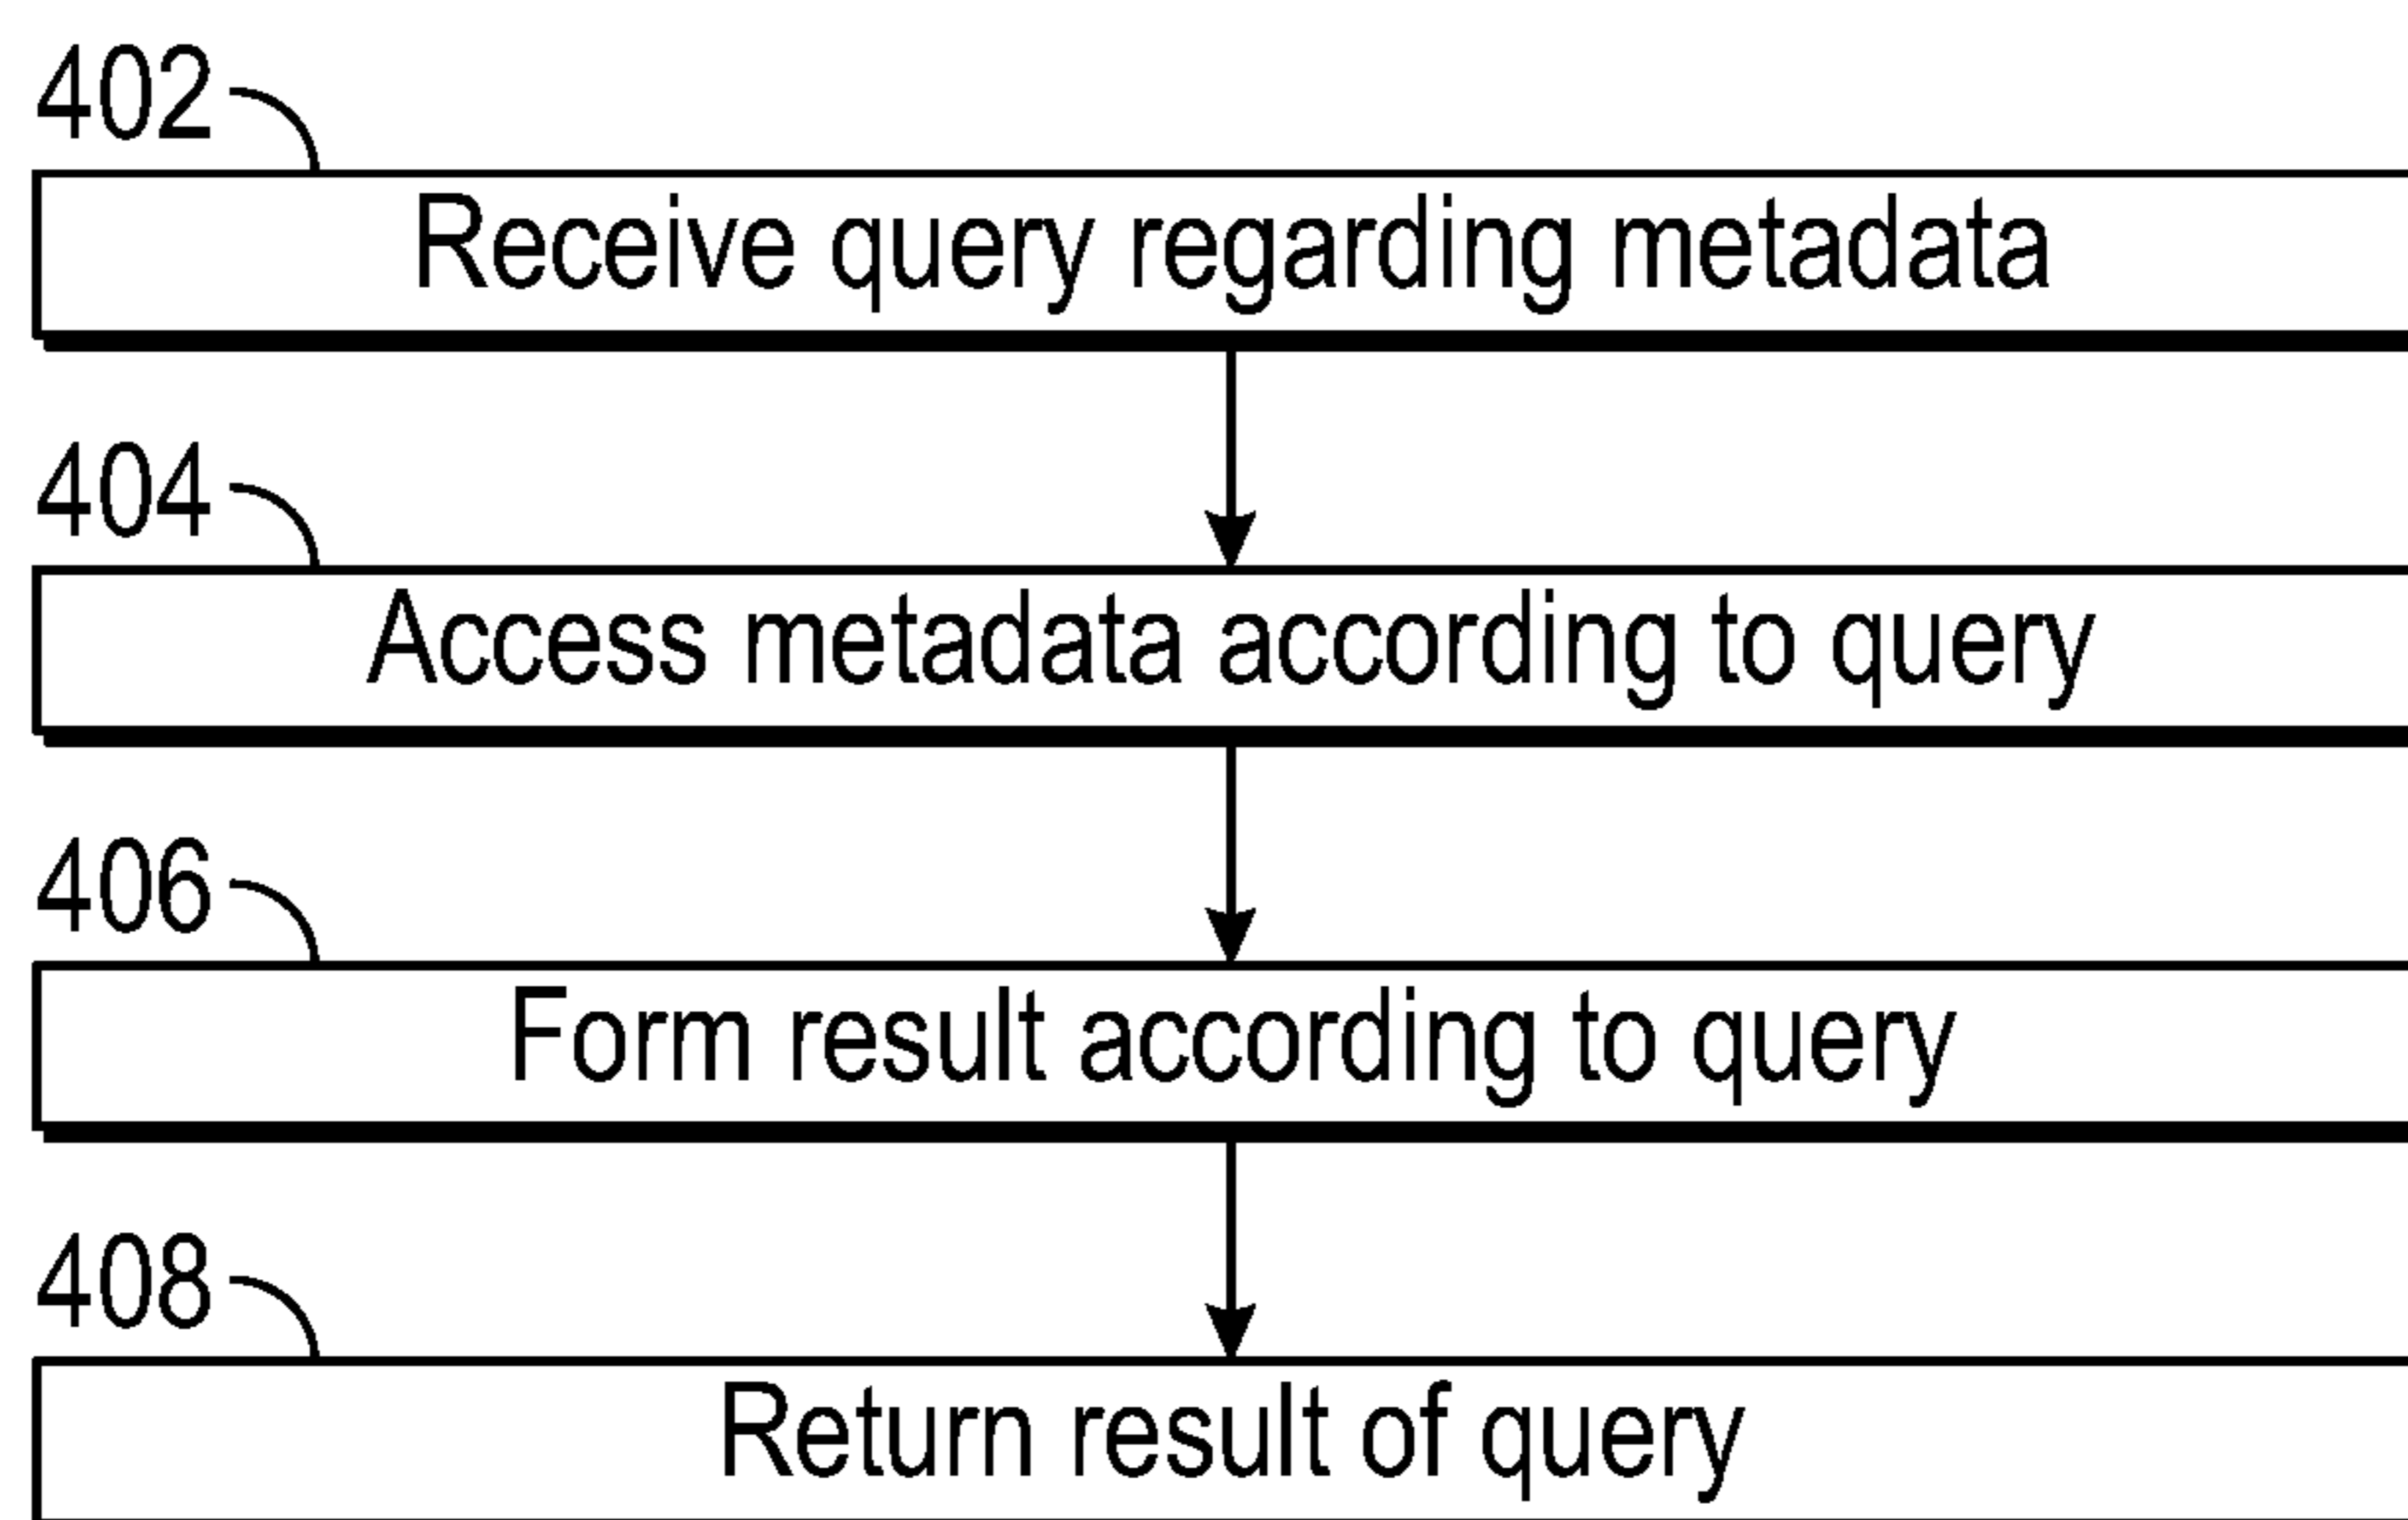 402
Receive query regarding metadata
404
Access metadata according to query
406
Form result according to query
408
Return result of query